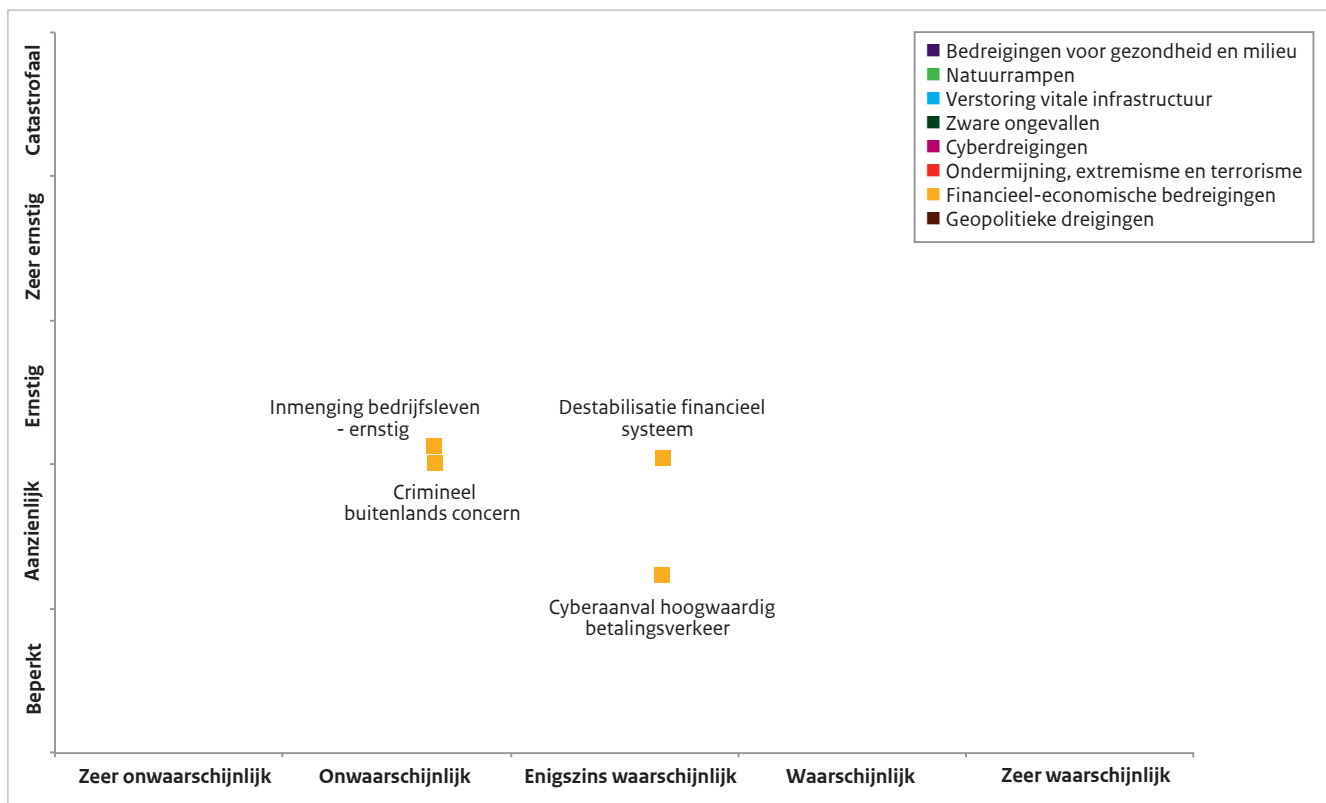 Catastrofaal
Zeer ernstig
Ernstig
Aanzienlijk
Beperkt
Bedreigingen voor gezondheid en milieu
Natuurrampen
Verstoring vitale infrastructuur
Zware ongevallen
Cyberdreigingen
Ondermijning, extremisme en terrorisme
Financieel-economische bedreigingen
Geopolitieke dreigingen
Inmenging bedrijfsleven
- ernstig
Destabilisatie financieel
systeem
Crimineel
buitenlands concern
Cyberaanval hoogwaardig
betalingsverkeer
Zeer onwaarschijnlijk
Onwaarschijnlijk
Enigszins waarschijnlijk
Waarschijnlijk
Zeer waarschijnlijk